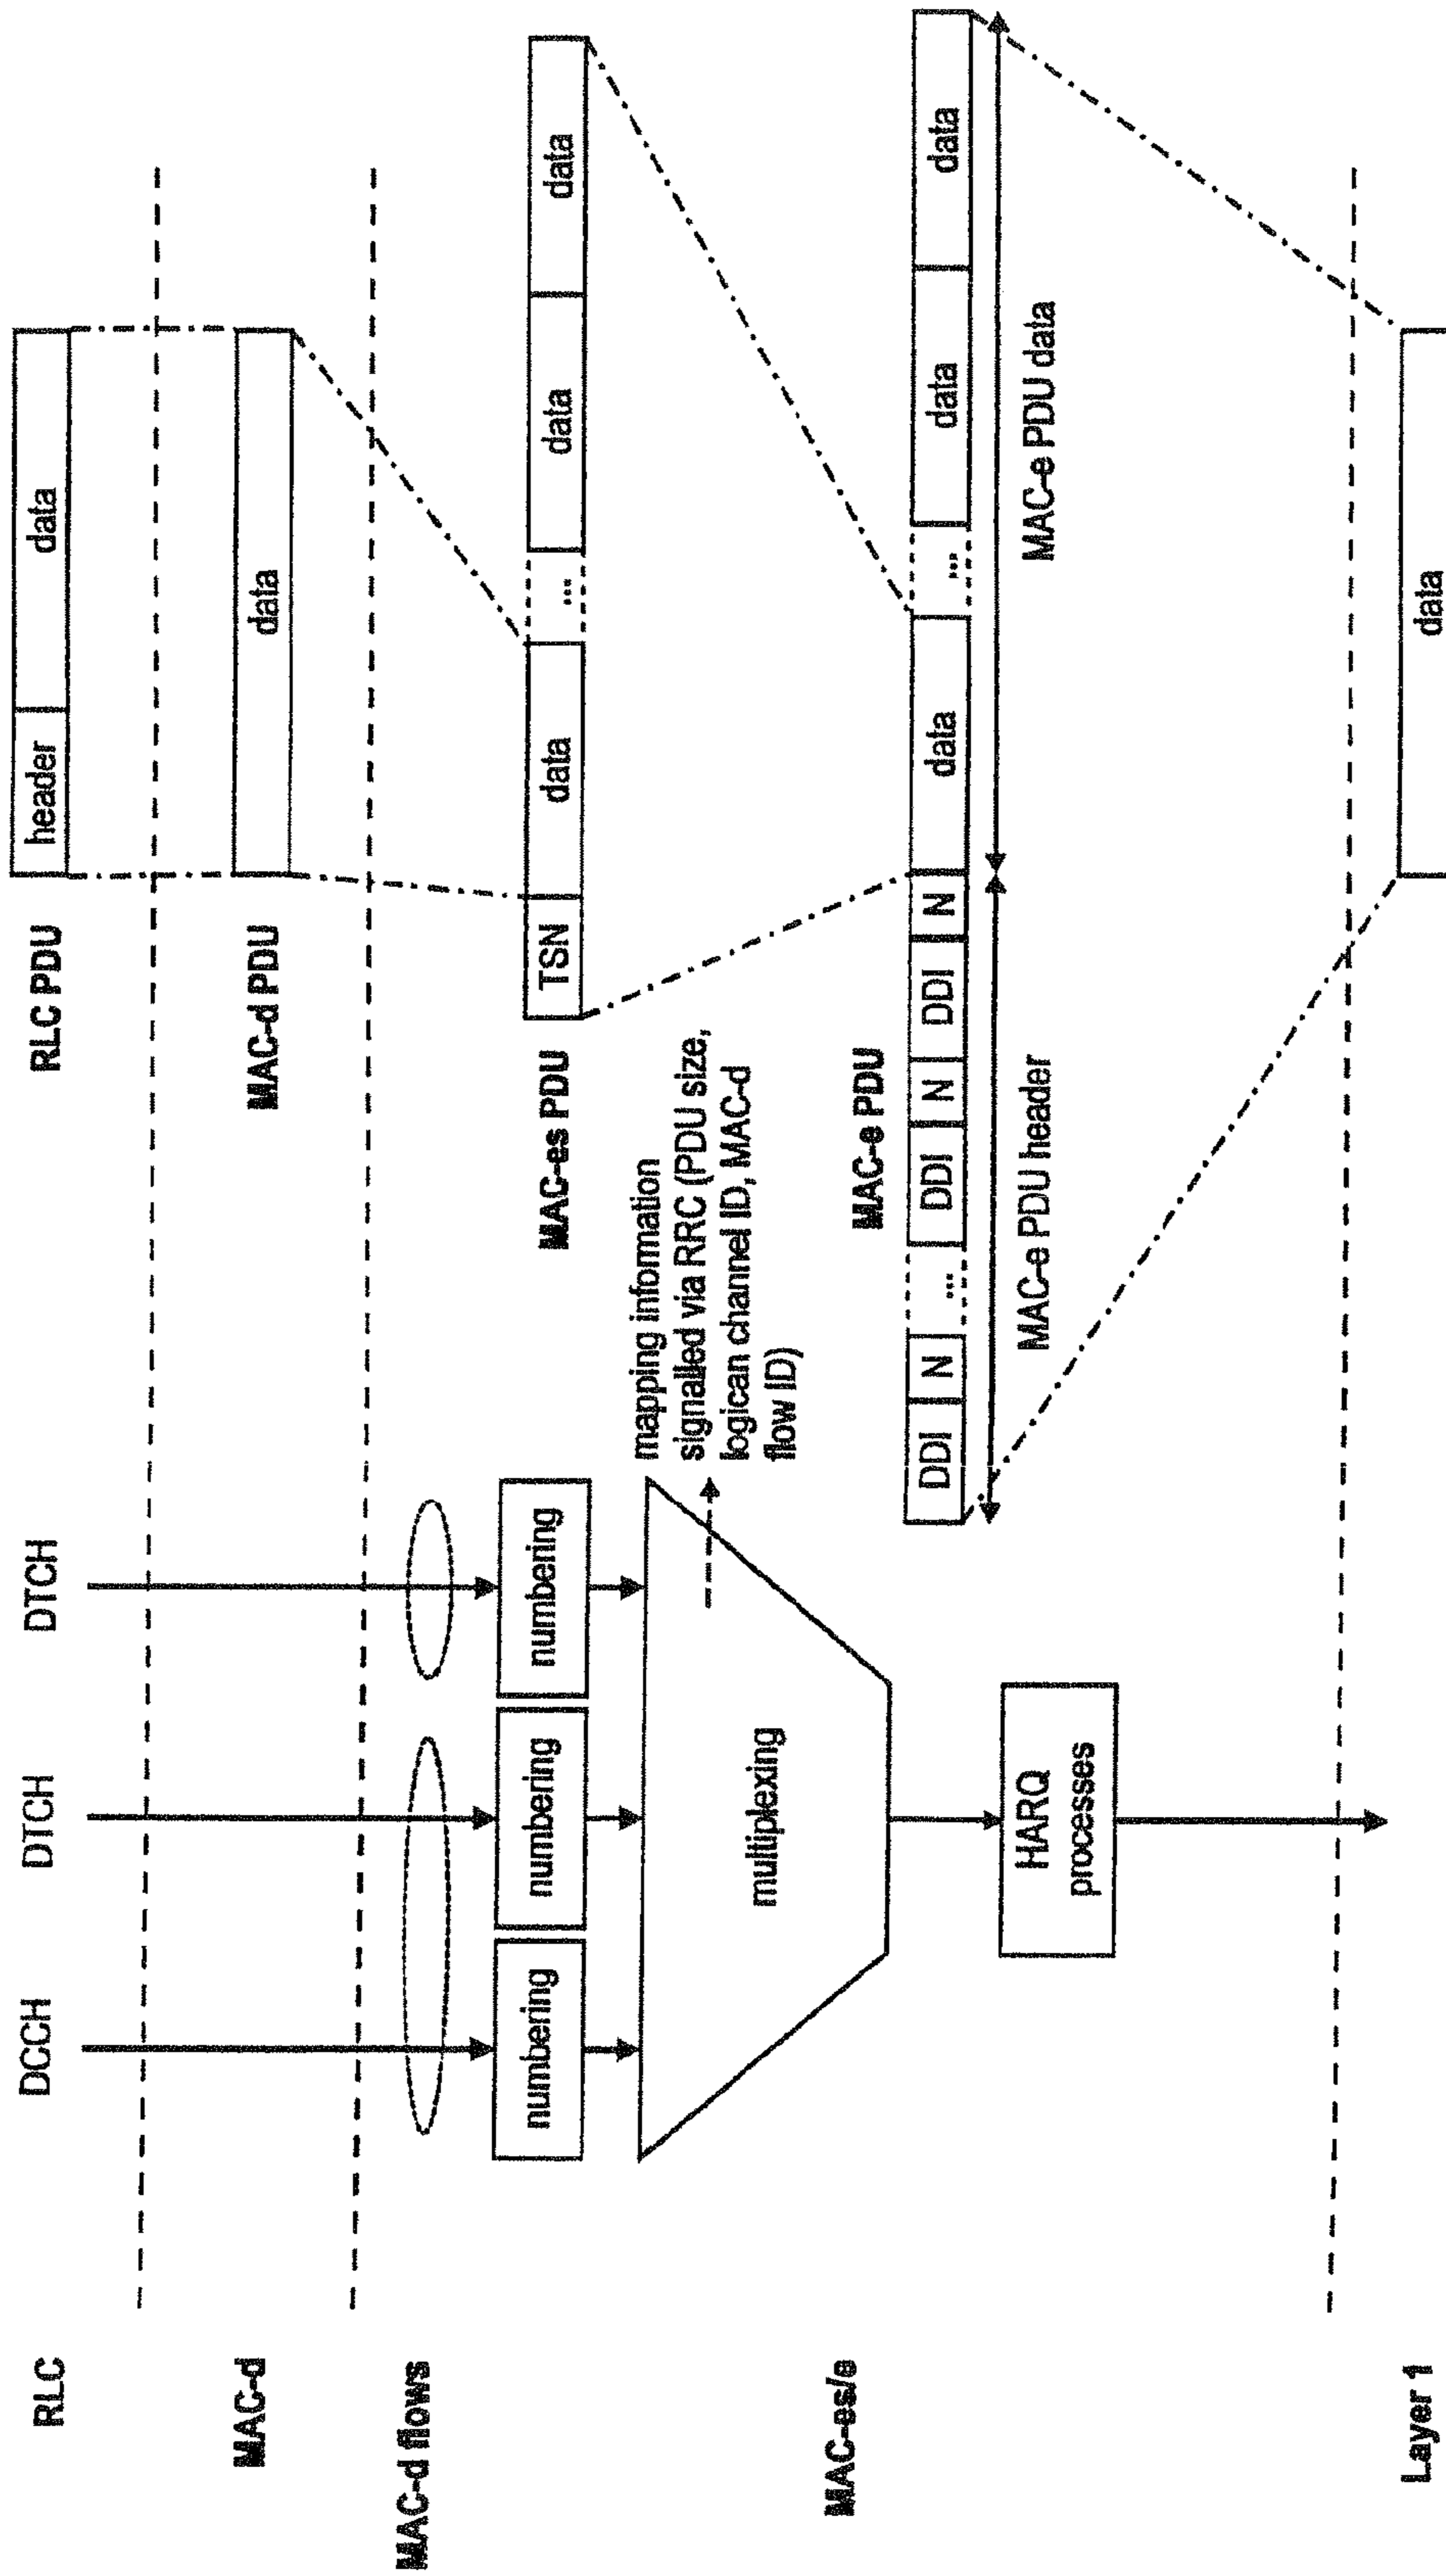 RLC
DCCH
DTCH
DTCH
RLC PDU
header
data
MAC-d
MAC-d PDU
data
MAC-d flows
numbering
numbering
numbering
MAC-es PDU
TSN
data
...
data
data
mapping information
signalled via RRC (PDU size,
logican channel ID, MAC-d
flow ID)
MAC-es/e
multiplexing
MAC-e PDU
DDI
N
...
DDI
N
DDI
N
data
...
data
data
MAC-e PDU header
MAC-e PDU data
HARQ
processes
Layer 1
data